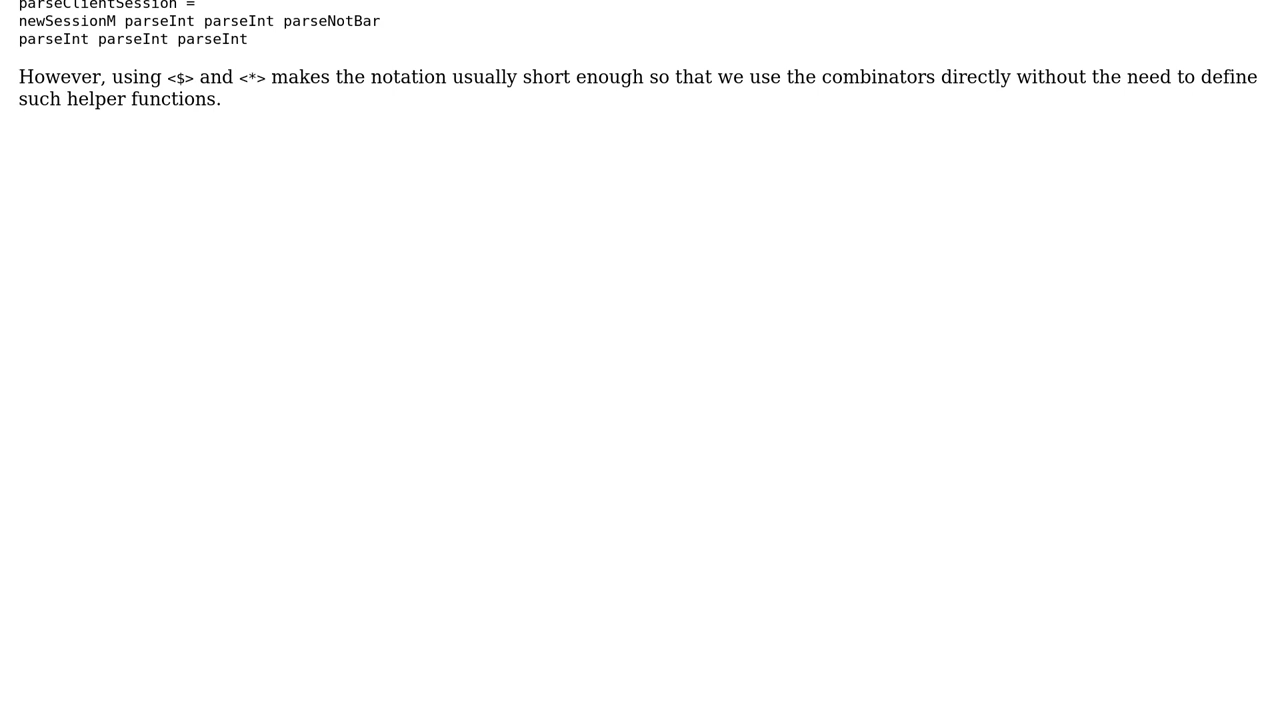 parseClientSession =
newSessionM parseInt parseInt parseNotBar
parseInt parseInt parseInt
However, using <$> and <*> makes the notation usually short enough so that we use the combinators directly without the need to define
such helper functions.